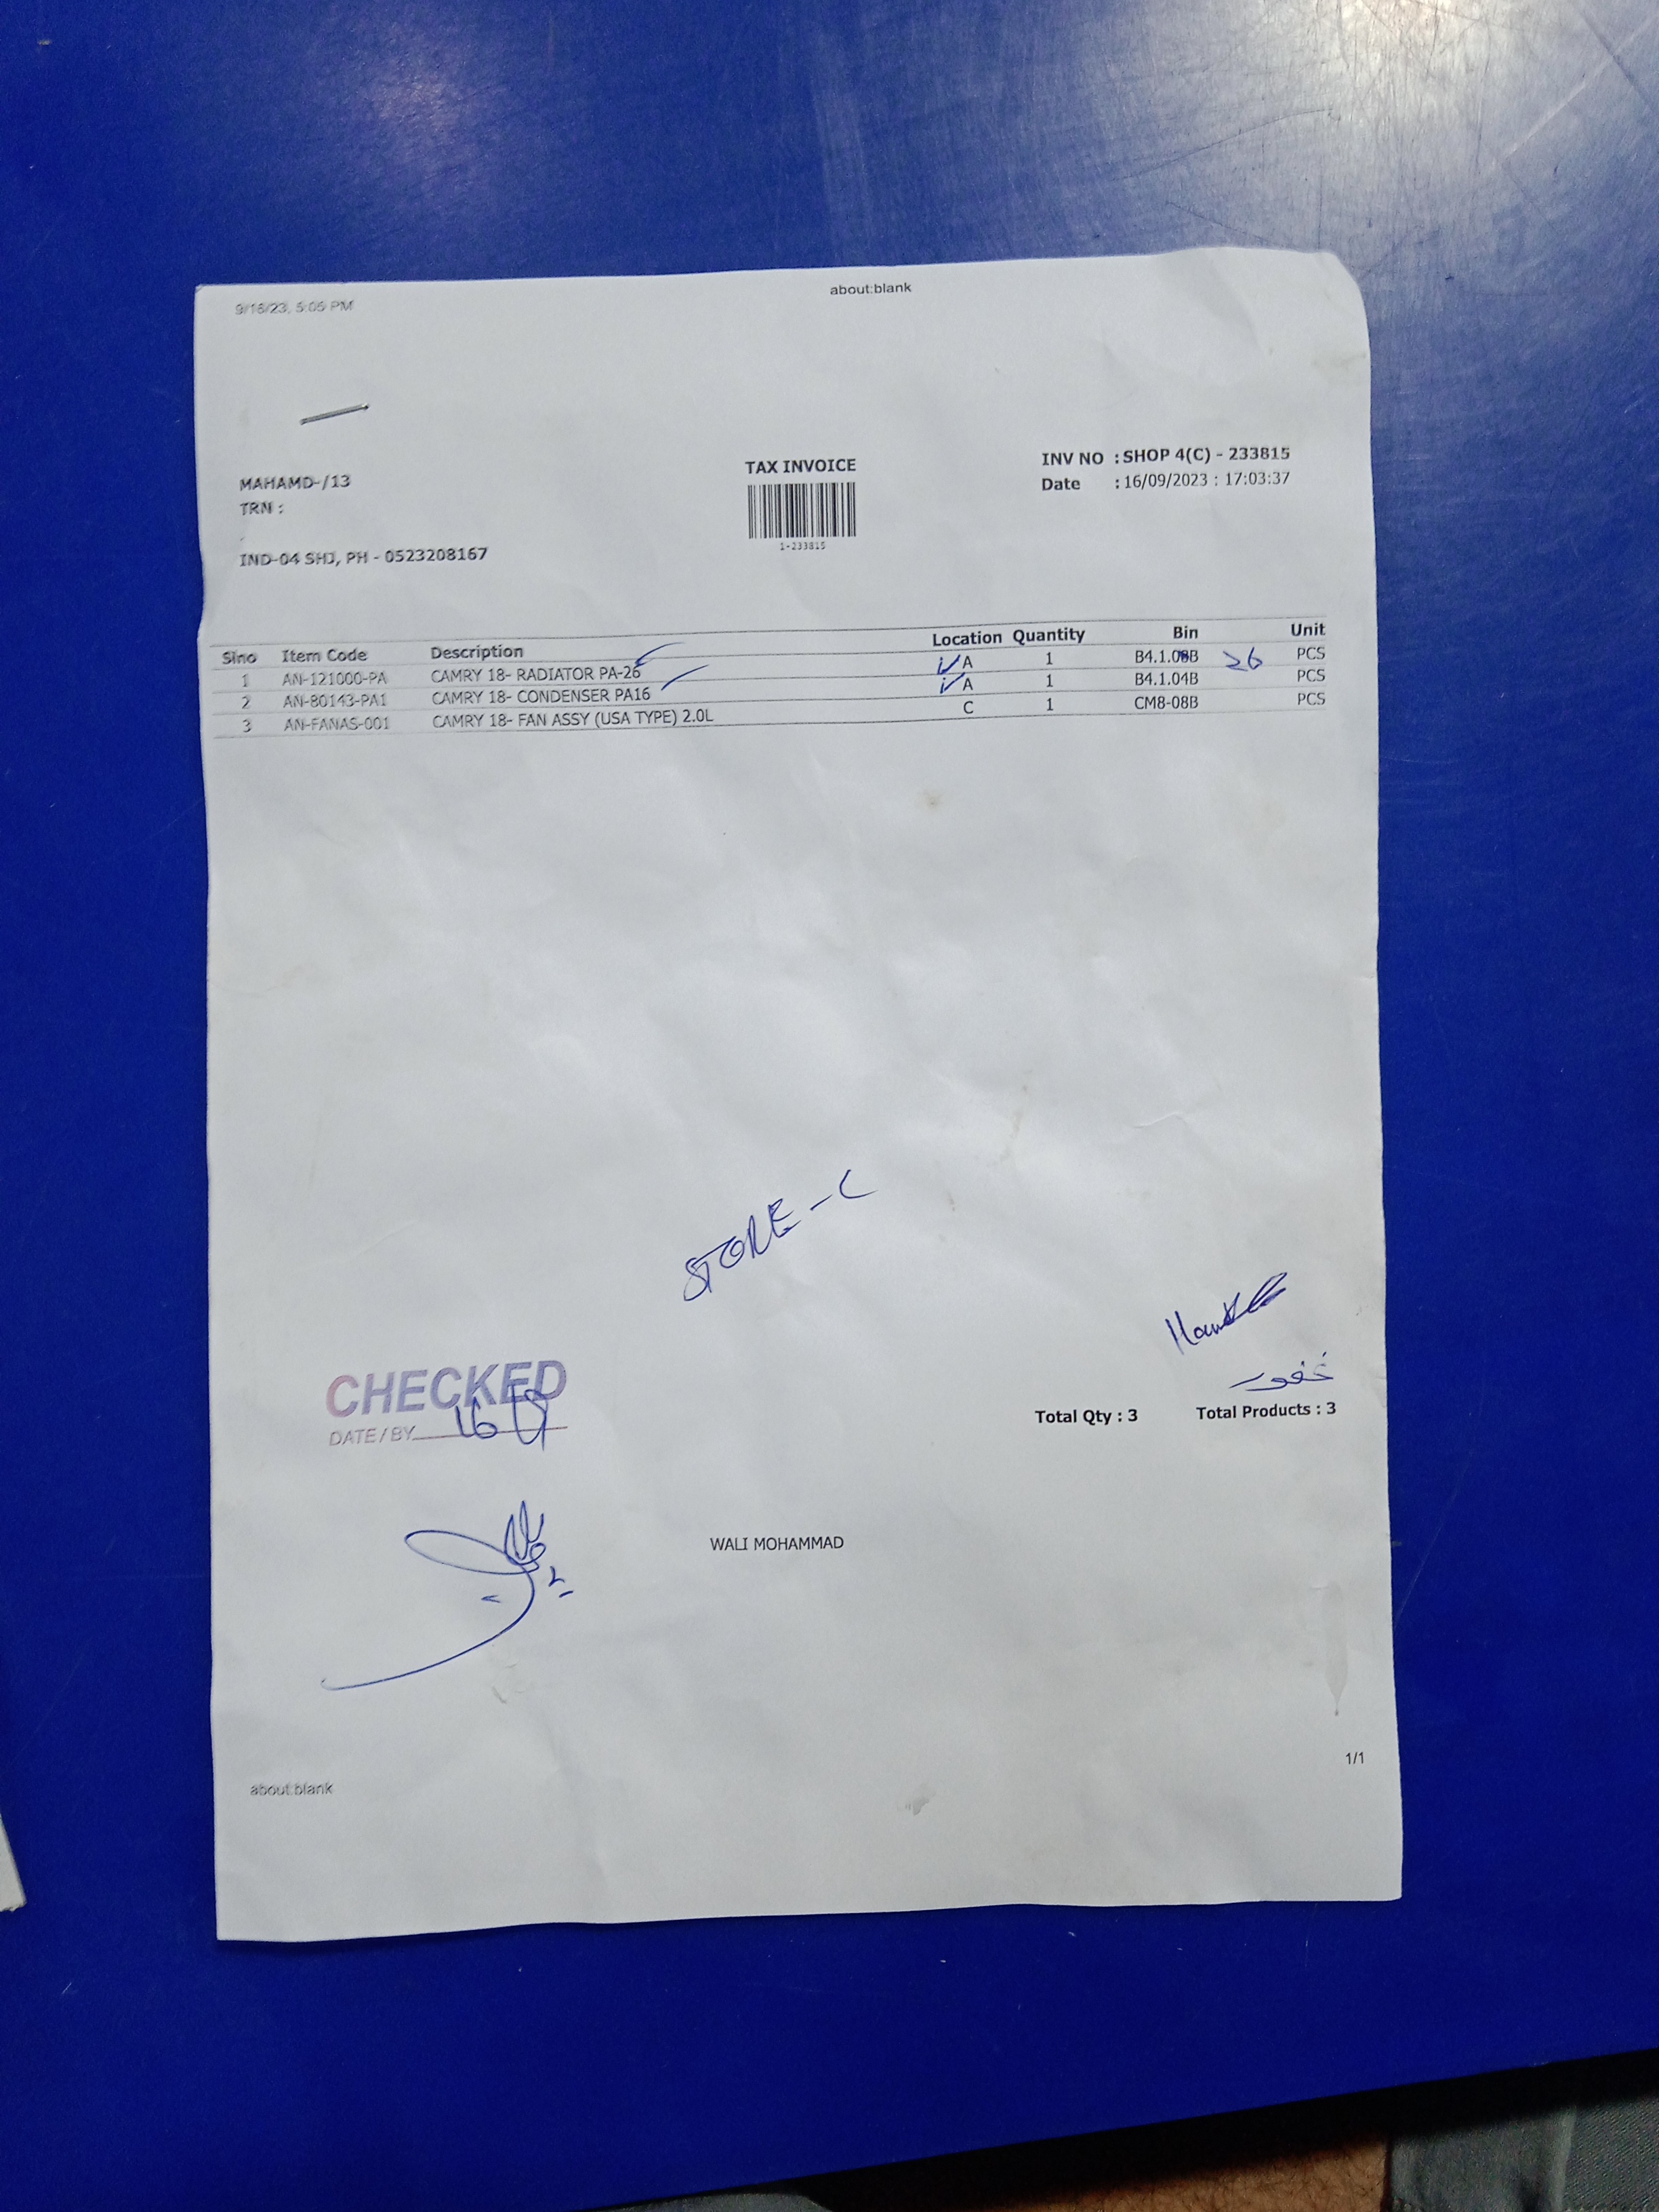 9/16/23, 5:05 PM
about:blank
MAHAMD-/13
TRN :
IND-04 SHJ, PH - 0523208167
TAX INVOICE
1-233815
INV NO : SHOP 4(C) - 233815
Date : 16/09/2023 : 17:03:37
Slno Item Code Description Location Quantity Bin Unit
1 AN-121000-PA CAMRY 18- RADIATOR PA-26 A 1 B4.1.08B 26 PCS
2 AN-80143-PA1 CAMRY 18- CONDENSER PA16 A 1 B4.1.04B PCS
3 AN-FANAS-001 CAMRY 18- FAN ASSY (USA TYPE) 2.0L C 1 CM8-08B PCS
STORE-C
غفور
CHECKED
DATE/BY 16
Total Qty : 3 Total Products : 3
WALI MOHAMMAD
1/1
about:blank